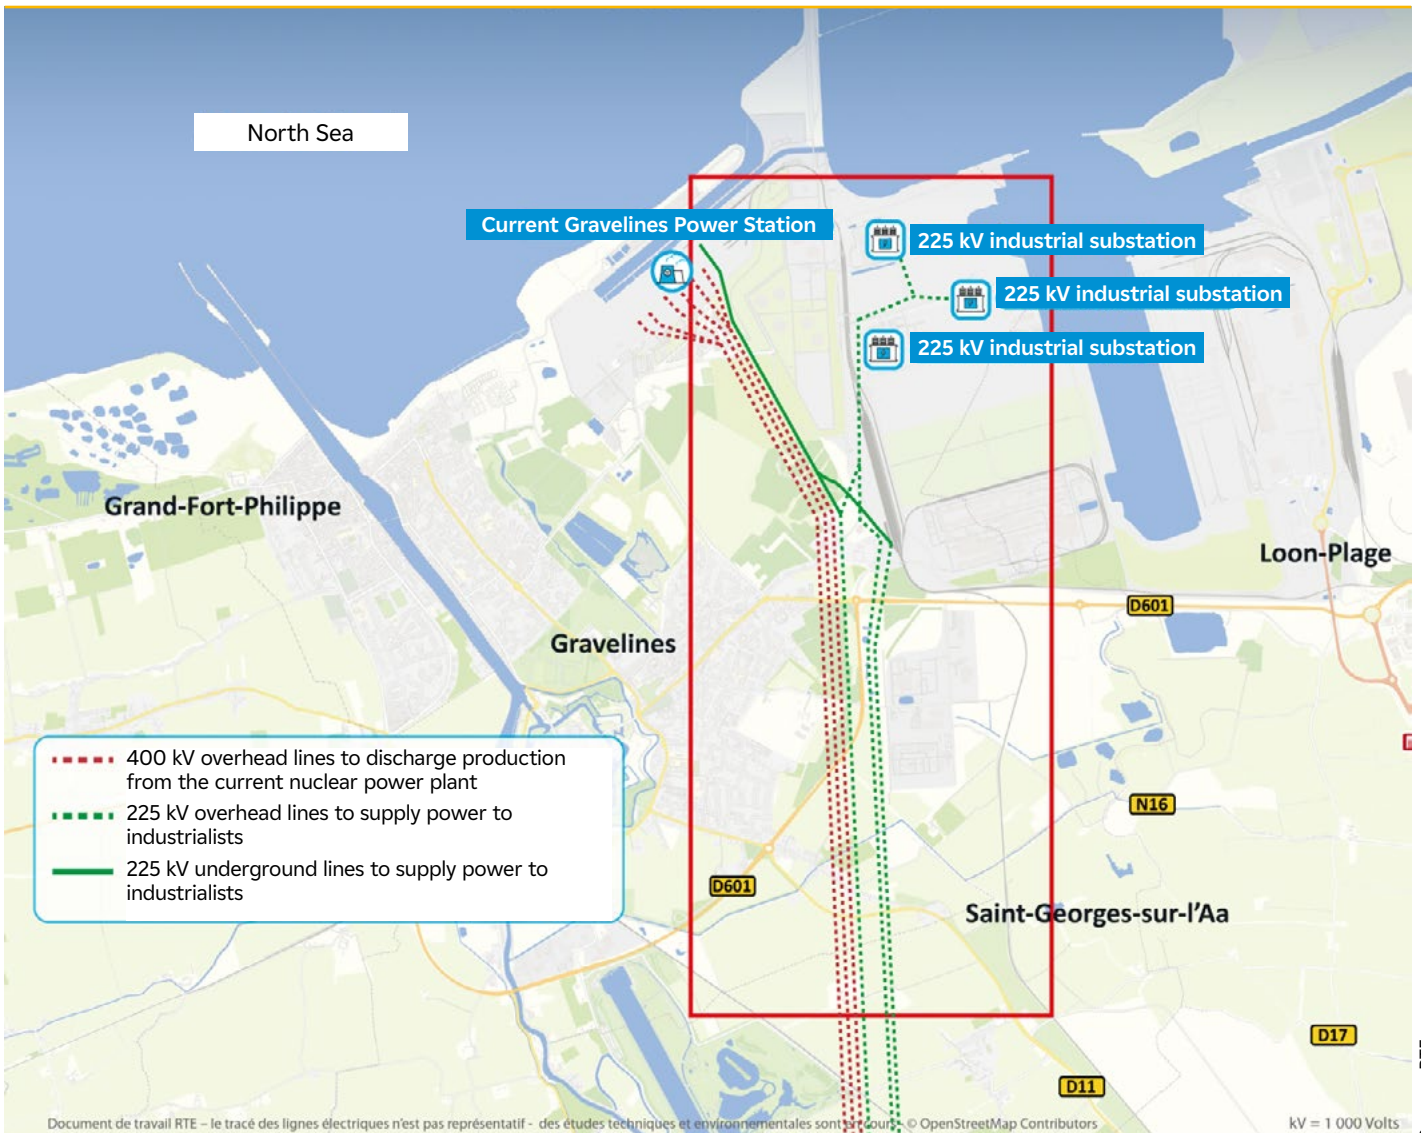 North Sea
Current Gravelines Power Station
225 kV industrial substation
225 kV industrial substation
225 kV industrial substation
Grand-Fort-Philippe
Loon-Plage
D601
Gravelines
400 kV overhead lines to discharge production
from the current nuclear power plant
225 kV overhead lines to supply power to
industrialists
225 kV underground lines to supply power to
industrialists
N16
D601
Saint-Georges-sur-l'Aa
D17
D11
Document de travail RTE – le tracé des lignes électriques n'est pas représentatif - des études techniques et environnementales sont en cours - © OpenStreetMap Contributors
kV = 1 000 Volts